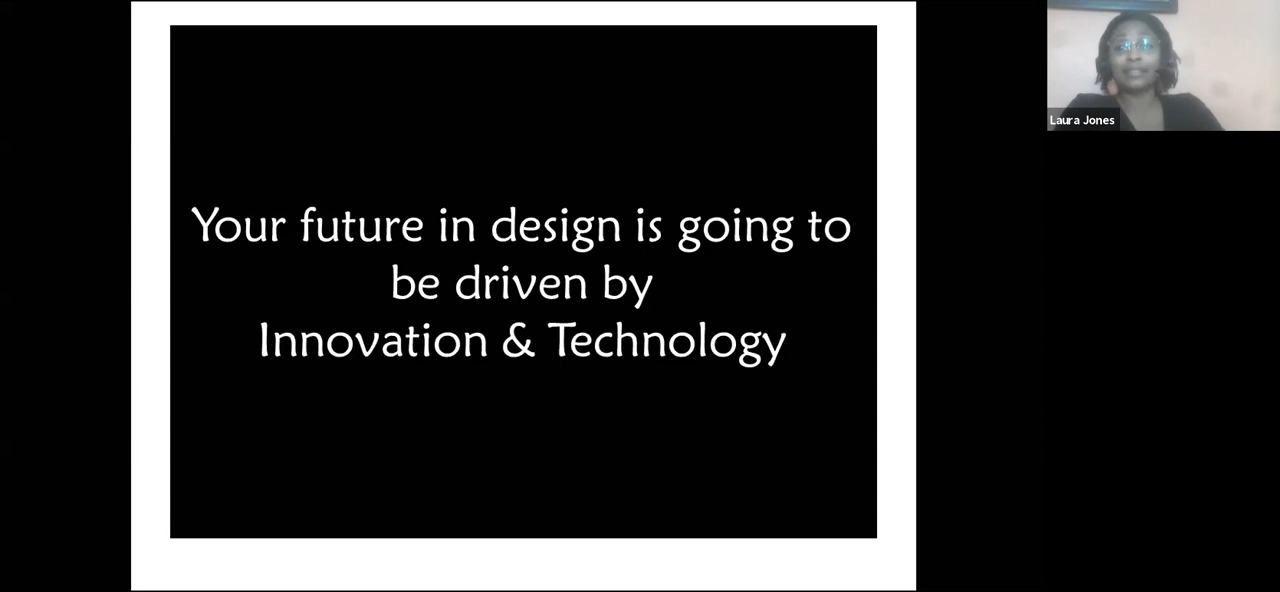 Your future in design is going to
be driven by
Innovation & Technology
Laura Jones